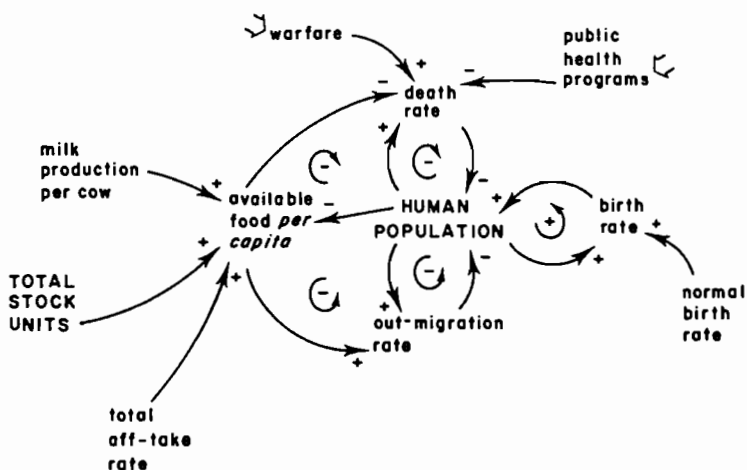 warfare
public
health
programs
death
rate
milk
production
per cow
available
food per
capita
HUMAN
POPULATION
birth
rate
TOTAL
STOCK
UNITS
out-migration
rate
normal
birth
rate
total
off-take
rate